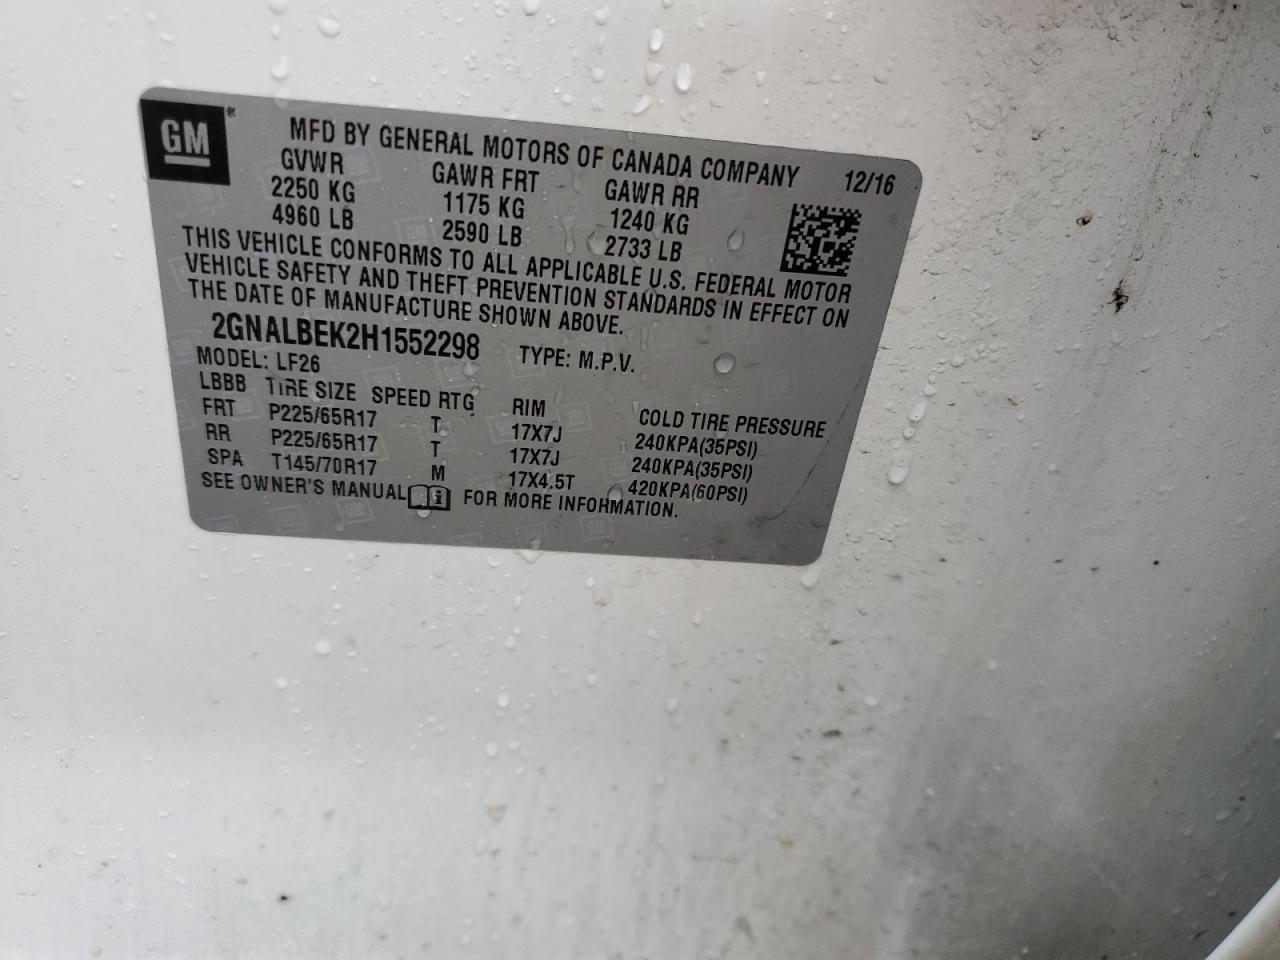 GM ®
MFD BY GENERAL MOTORS OF CANADA COMPANY 12/16
GVWR GAWR FRT GAWR RR
2250 KG 1175 KG 1240 KG
4960 LB 2590 LB 2733 LB
THIS VEHICLE CONFORMS TO ALL APPLICABLE U.S. FEDERAL MOTOR
VEHICLE SAFETY AND THEFT PREVENTION STANDARDS IN EFFECT ON
THE DATE OF MANUFACTURE SHOWN ABOVE.
2GNALBEK2H1552298 TYPE: M.P.V.
MODEL: LF26
LBBB TIRE SIZE SPEED RTG RIM COLD TIRE PRESSURE
FRT P225/65R17 T 17X7J 240KPA(35PSI)
RR P225/65R17 T 17X7J 240KPA(35PSI)
SPA T145/70R17 M 17X4.5T 420KPA(60PSI)
SEE OWNER'S MANUAL FOR MORE INFORMATION.